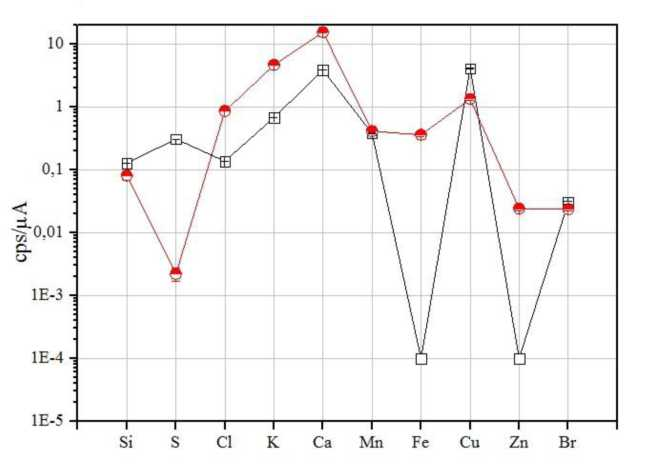 10
1
0,1
0,01
1E-3
1E-4
1E-5
cps/µA
Si S Cl K Ca Mn Fe Cu Zn Br